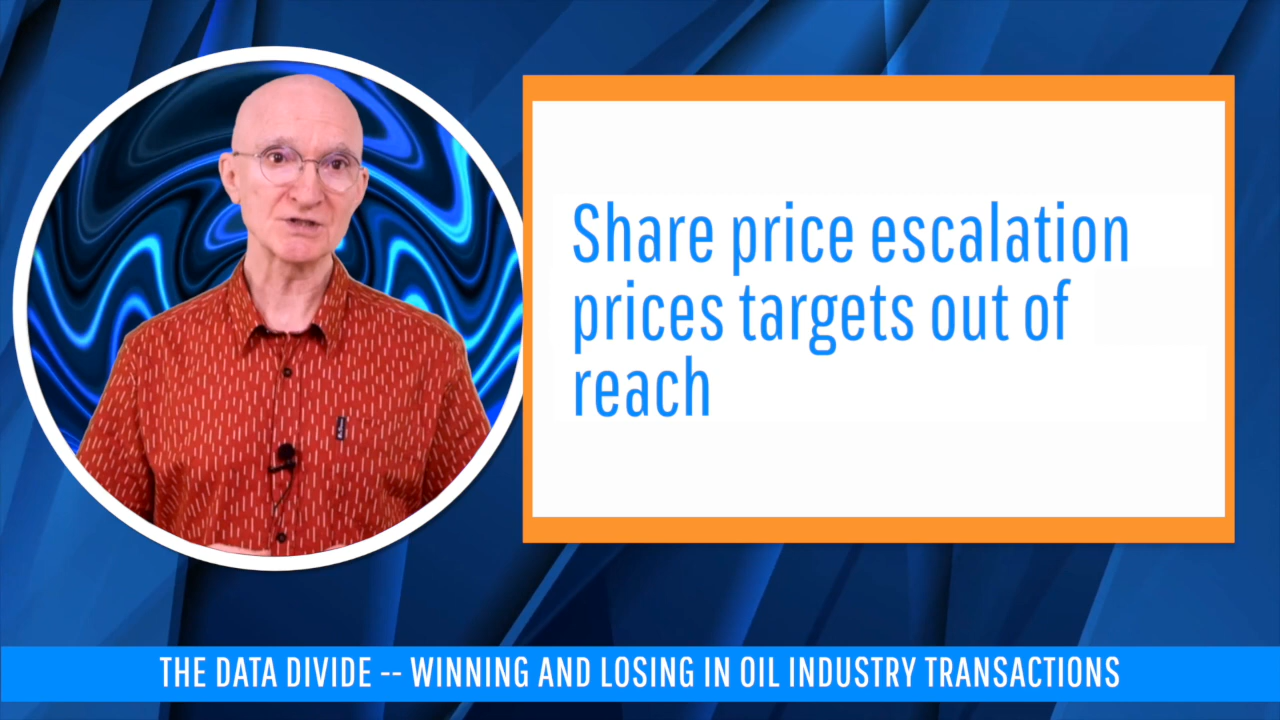 Share price escalation
prices targets out of
reach
THE DATA DIVIDE -- WINNING AND LOSING IN OIL INDUSTRY TRANSACTIONS